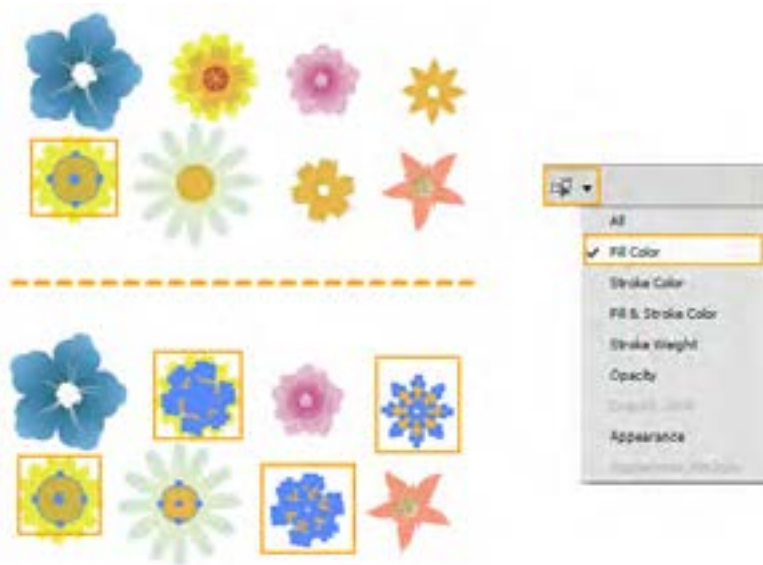 All
Fill Color
Stroke Color
Fill & Stroke Color
Stroke Weight
Opacity
Appearance